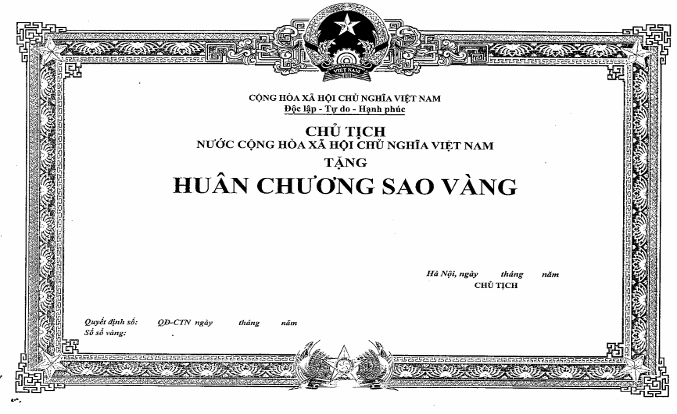 CỘNG HÒA XÃ HỘI CHỦ NGHĨA VIỆT NAM
Độc lập - Tự do - Hạnh phúc
CHỦ TỊCH
NƯỚC CỘNG HÒA XÃ HỘI CHỦ NGHĨA VIỆT NAM
TẶNG
HUÂN CHƯƠNG SAO VÀNG
Hà Nội, ngày tháng năm
CHỦ TỊCH
Quyết định số: QĐ-CTN ngày tháng năm
Số sổ vàng: